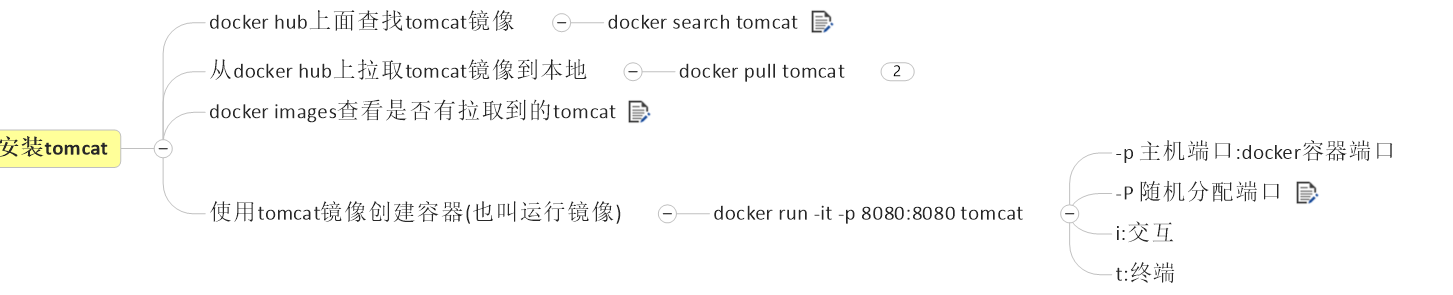 docker hub上面查找tomcat镜像
docker search tomcat
从docker hub上拉取tomcat镜像到本地
docker pull tomcat
2
docker images查看是否有拉取到的tomcat
安装tomcat
使用tomcat镜像创建容器(也叫运行镜像)
docker run -it -p 8080:8080 tomcat
-p 主机端口:docker容器端口
-P 随机分配端口
i:交互
t:终端